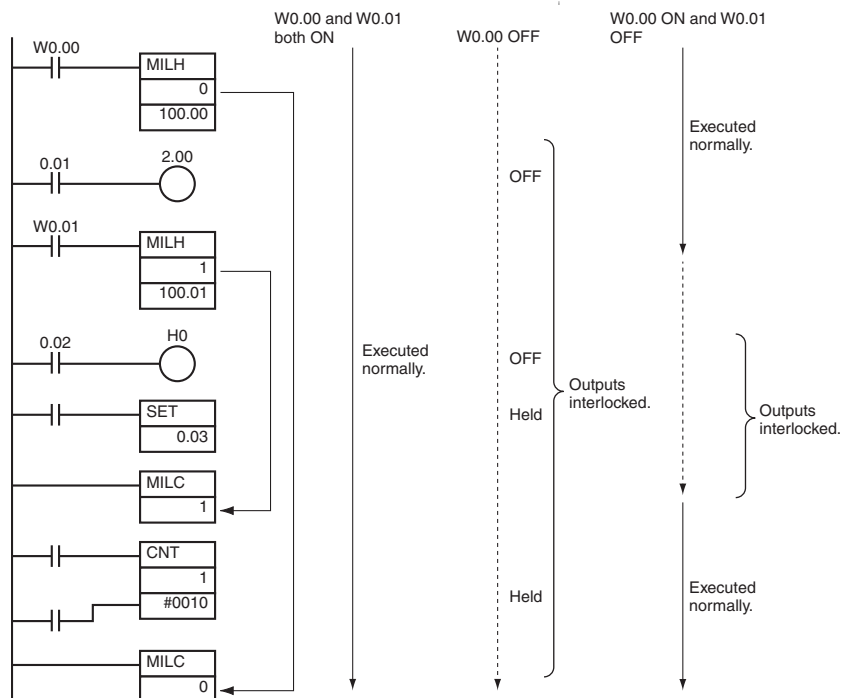 W0.00 and W0.01
both ON
W0.00 OFF
W0.00 ON and W0.01
OFF
W0.00
MILH
0
100.00
0.01
2.00
W0.01
MILH
1
100.01
0.02
H0
SET
0.03
MILC
1
CNT
1
#0010
MILC
0
Executed
normally.
OFF
OFF
Held
Held
Outputs
interlocked.
Executed
normally.
Outputs
interlocked.
Executed
normally.